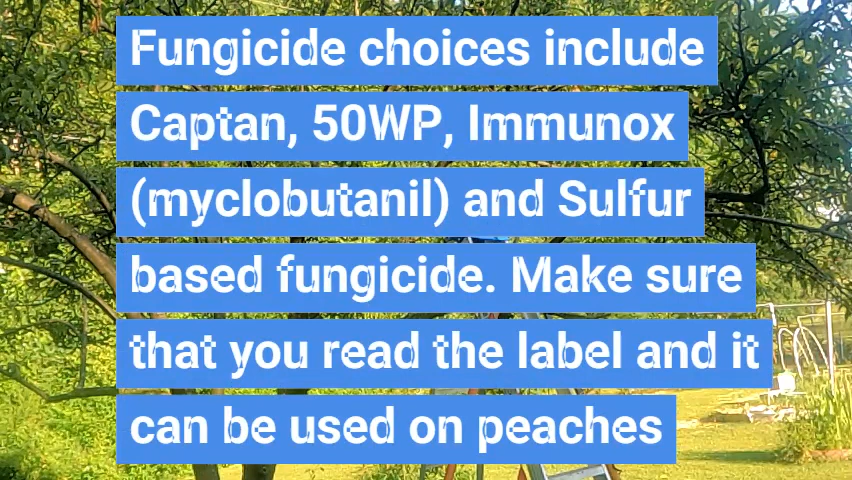 Fungicide choices include
Captan, 50WP, Immunox
(myclobutanil) and Sulfur
based fungicide. Make sure
that you read the label and it
can be used on peaches